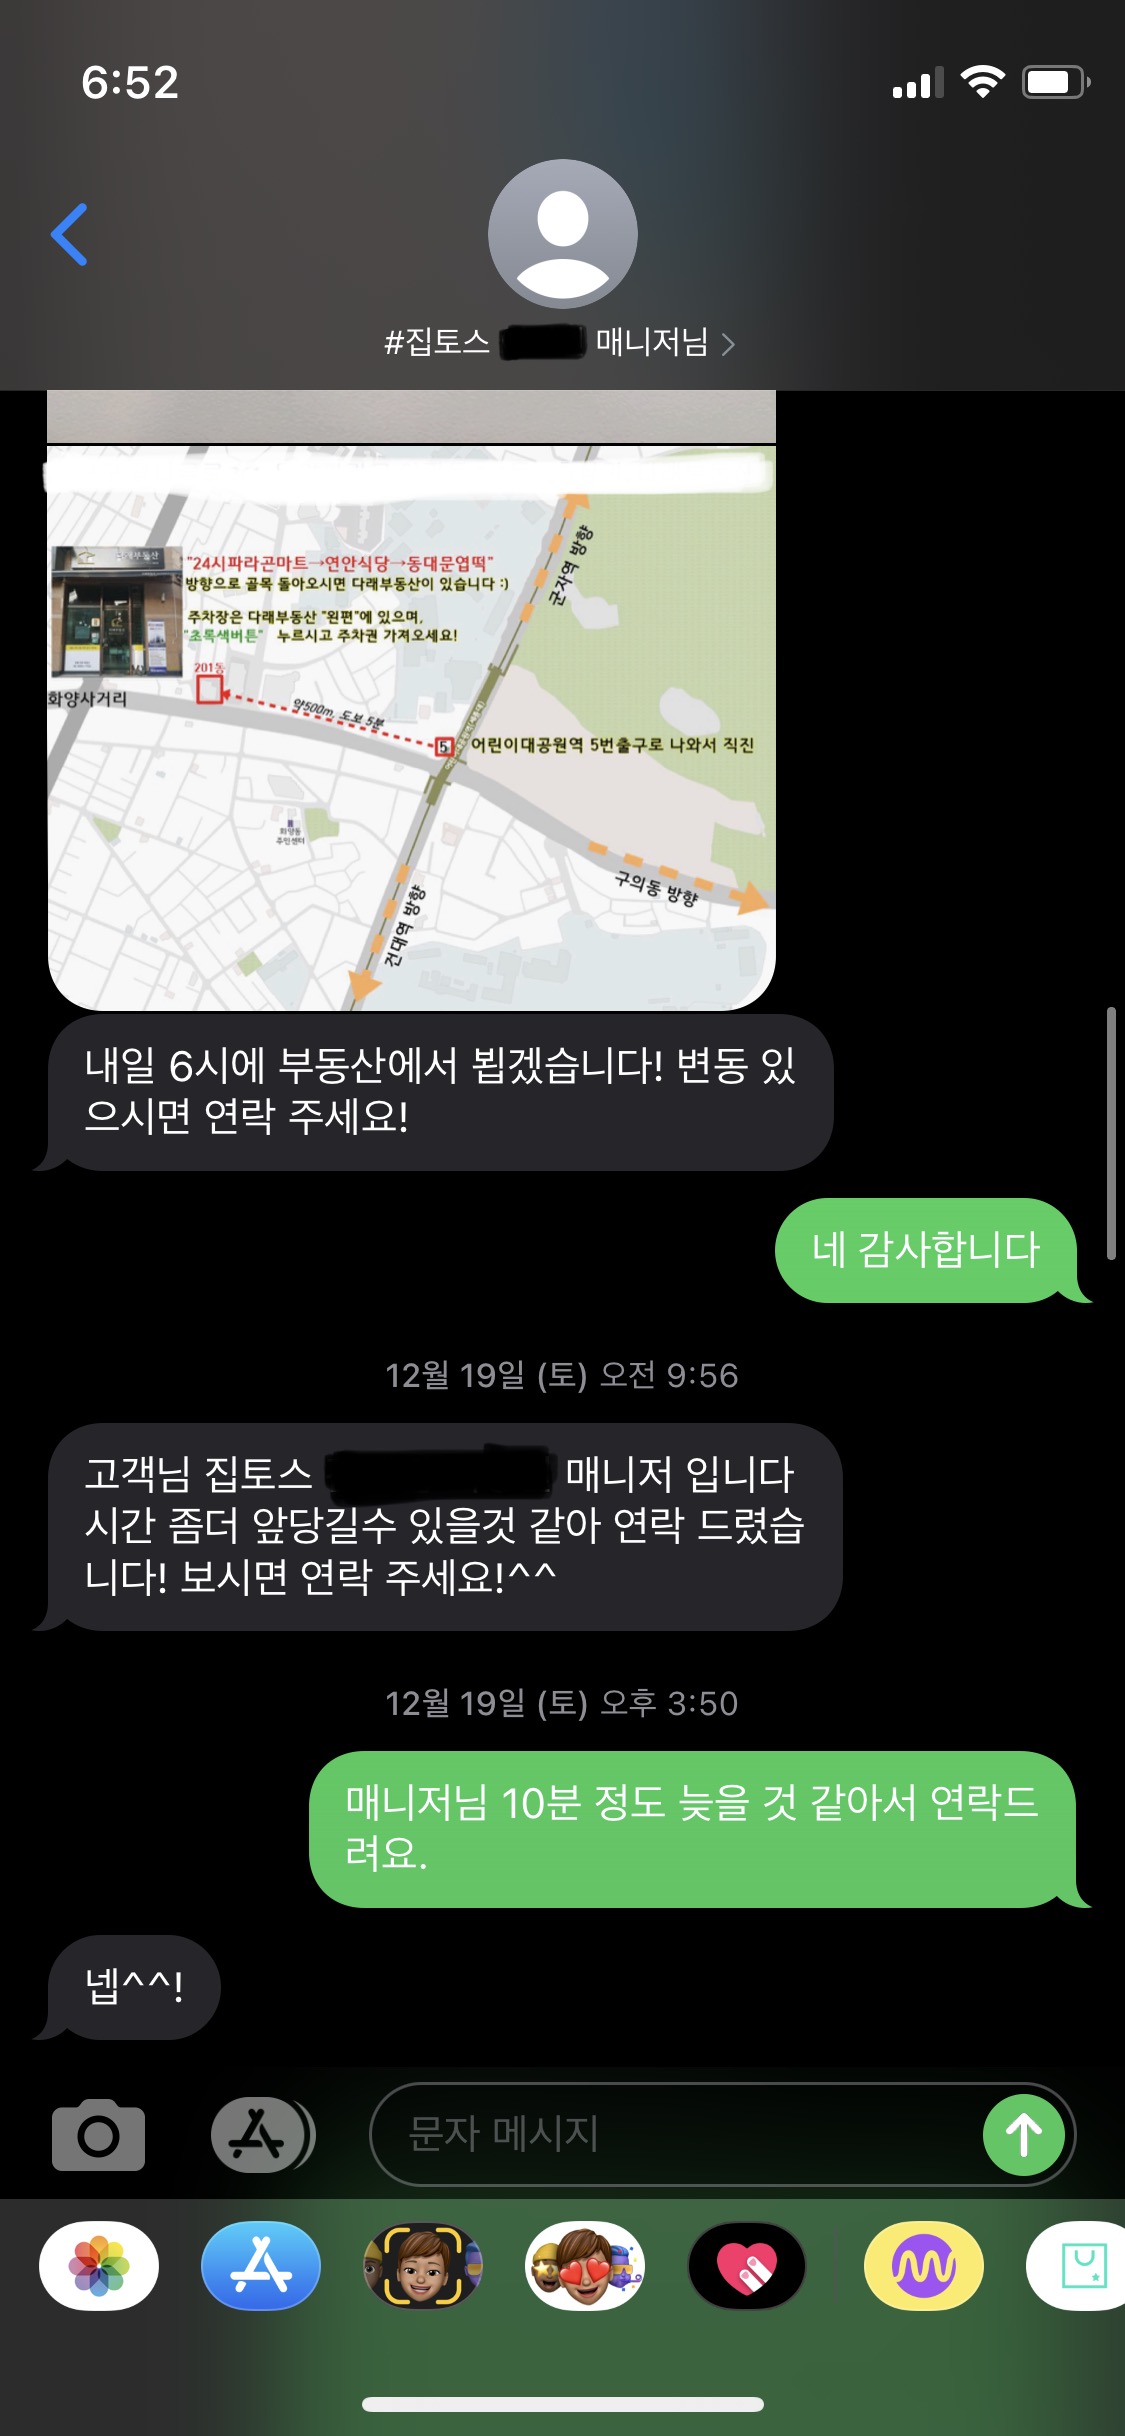 6:52
#집토스 매니저님
"24시파라곤마트→연안식당→동대문엽떡"
방향으로 골목 돌아오시면 다래부동산이 있습니다 :)
주차장은 다래부동산 "왼편"에 있으며,
"초록색버튼" 누르시고 주차권 가져오세요!
군자역 방향
201동
화양사거리
약500m, 도보 5분
5
어린이대공원역 5번출구로 나와서 직진
화양동
주민센터
구의동 방향
건대역 방향
내일 6시에 부동산에서 뵙겠습니다! 변동 있
으시면 연락 주세요!
네 감사합니다
12월 19일 (토) 오전 9:56
고객님 집토스 매니저 입니다
시간 좀더 앞당길수 있을것 같아 연락 드렸습
니다! 보시면 연락 주세요!^^
12월 19일 (토) 오후 3:50
매니저님 10분 정도 늦을 것 같아서 연락드
려요.
넵^^!
문자 메시지